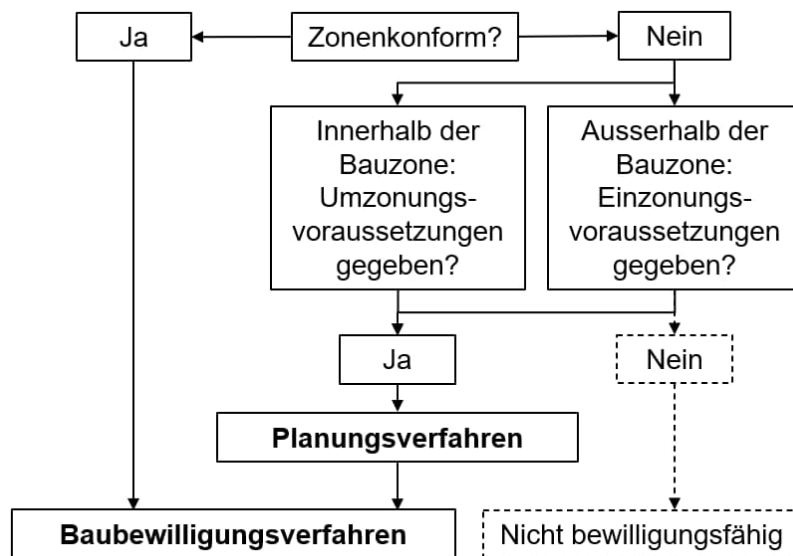 Ja
Zonenkonform?
Nein
Innerhalb der
Bauzone:
Umzonungs-
voraussetzungen
gegeben?
Ausserhalb der
Bauzone:
Einzonungs-
voraussetzungen
gegeben?
Ja
Nein
Planungsverfahren
Baubewilligungsverfahren
Nicht bewilligungsfähig